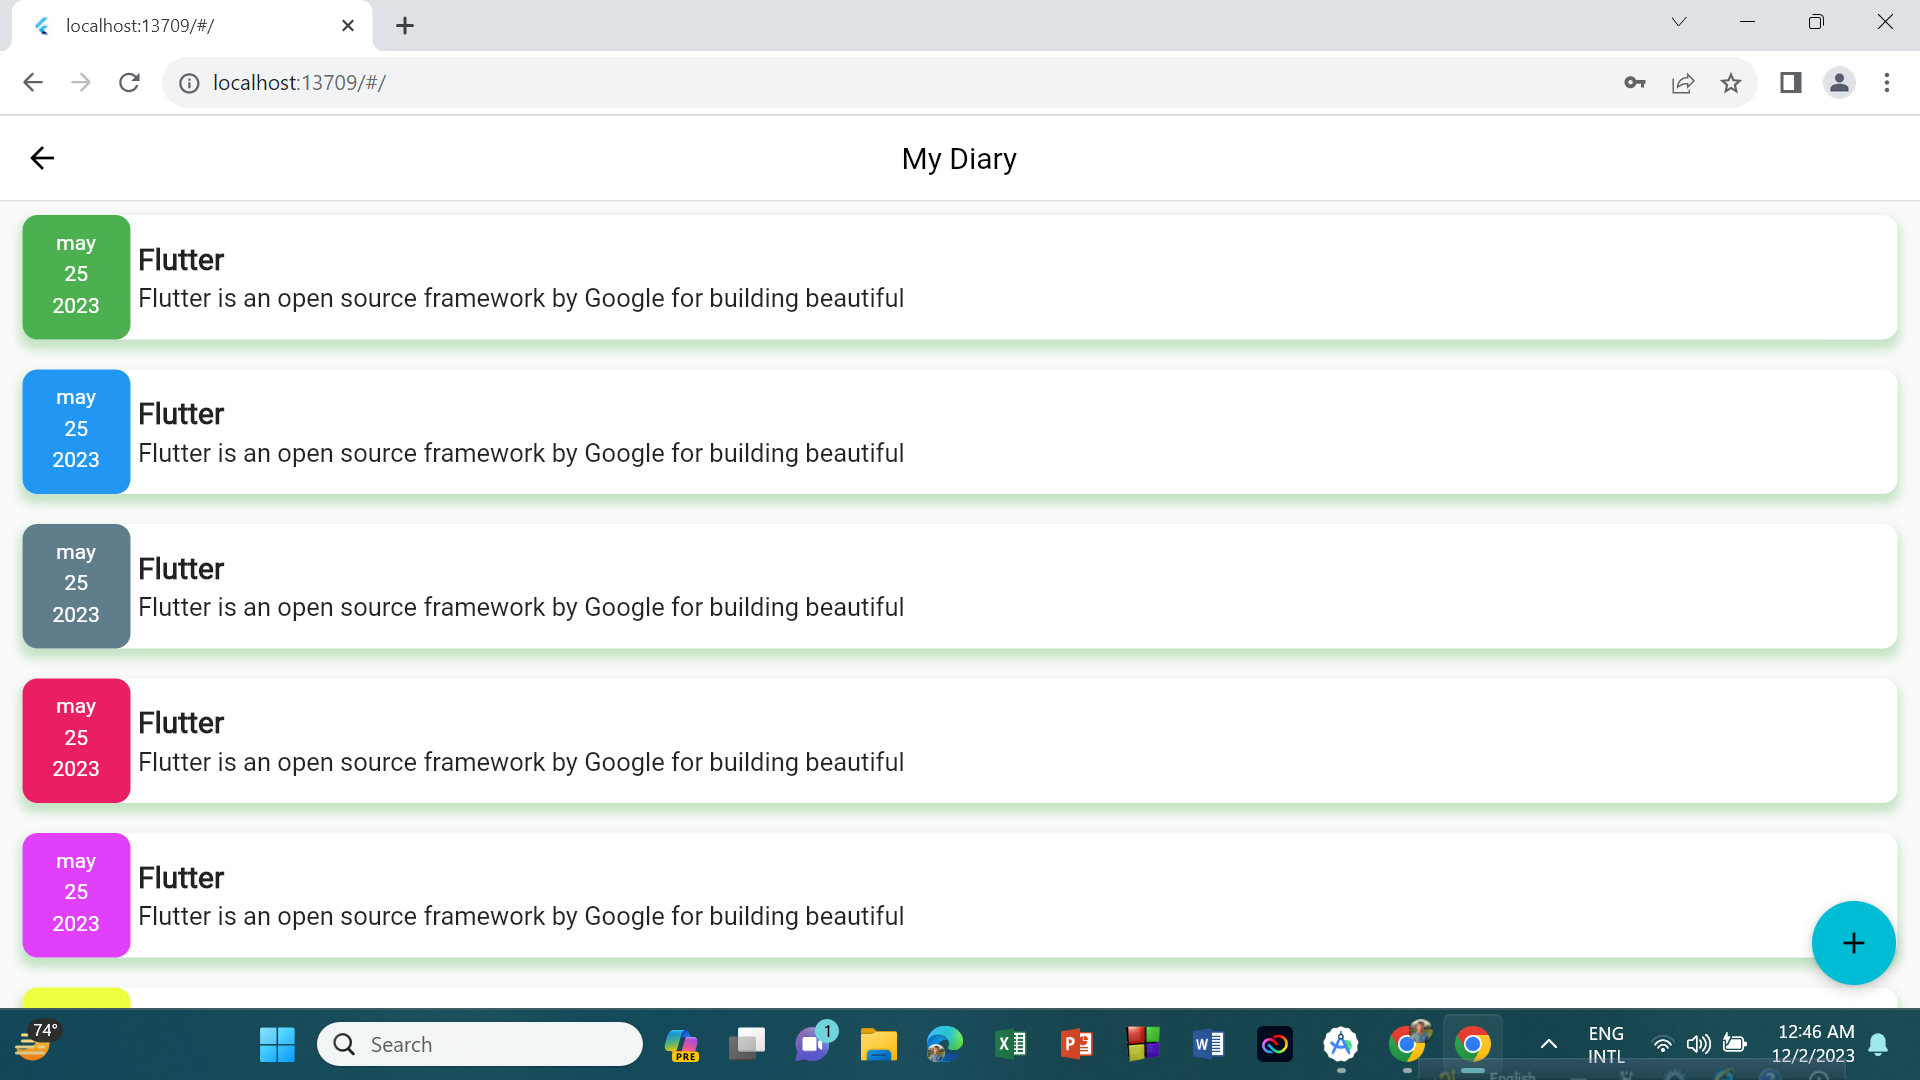 localhost:13709/#/
localhost:13709/#/
My Diary
may
25
2023
Flutter
Flutter is an open source framework by Google for building beautiful
may
25
2023
Flutter
Flutter is an open source framework by Google for building beautiful
may
25
2023
Flutter
Flutter is an open source framework by Google for building beautiful
may
25
2023
Flutter
Flutter is an open source framework by Google for building beautiful
may
25
2023
Flutter
Flutter is an open source framework by Google for building beautiful
+
74°
Search
PRE
1
X
P
W
ENG
INTL
12:46 AM
12/2/2023
English